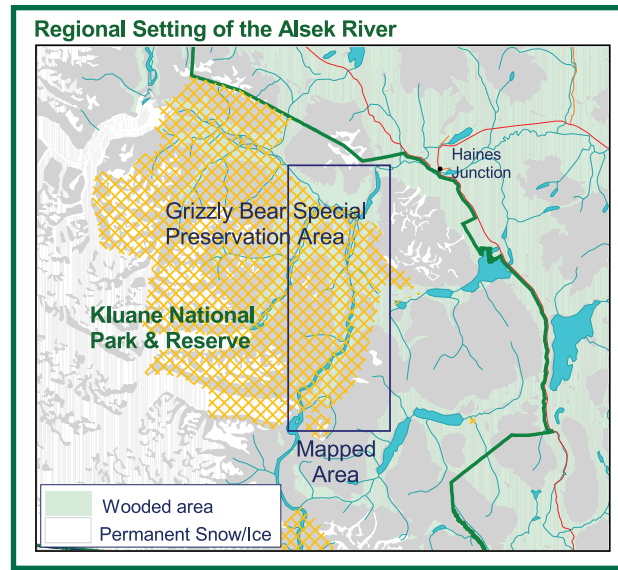 Regional Setting of the Alsek River
Haines
Junction
Grizzly Bear Special
Preservation Area
Kluane National
Park & Reserve
Mapped
Area
Wooded area
Permanent Snow/Ice